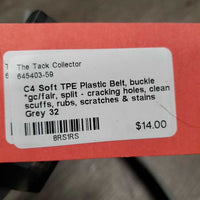 T The Tack Collector
6 645403-59
C4 Soft TPE Plastic Belt, buckle
*gc/fair, split - cracking holes, clean
scuffs, rubs, scratches & stains
Grey 32
$14.00
8RS1RS